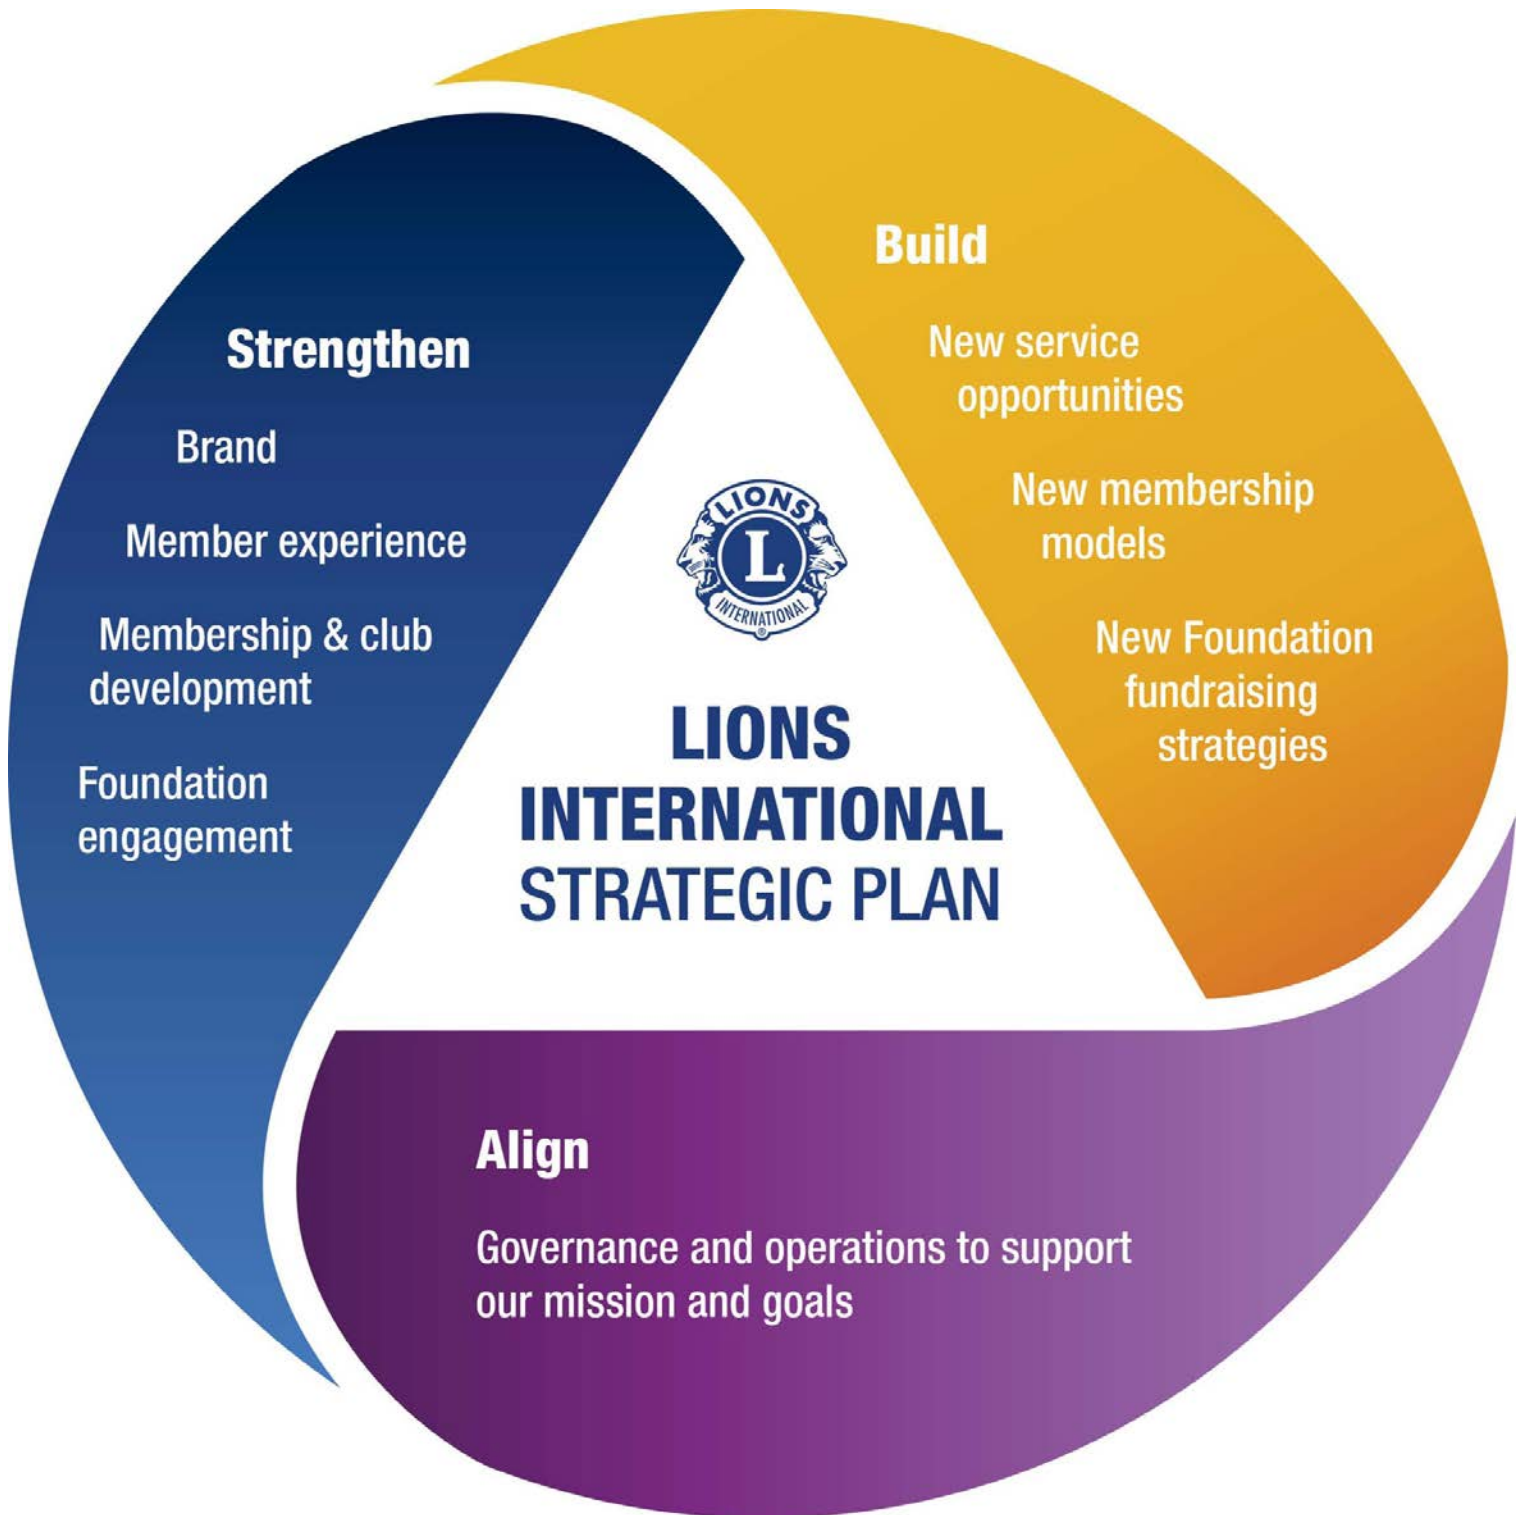 Strengthen
Brand
Member experience
Membership & club
development
Foundation
engagement
Build
New service
opportunities
New membership
models
New Foundation
fundraising
strategies
LIONS
L
INTERNATIONAL
®
LIONS
INTERNATIONAL
STRATEGIC PLAN
Align
Governance and operations to support
our mission and goals